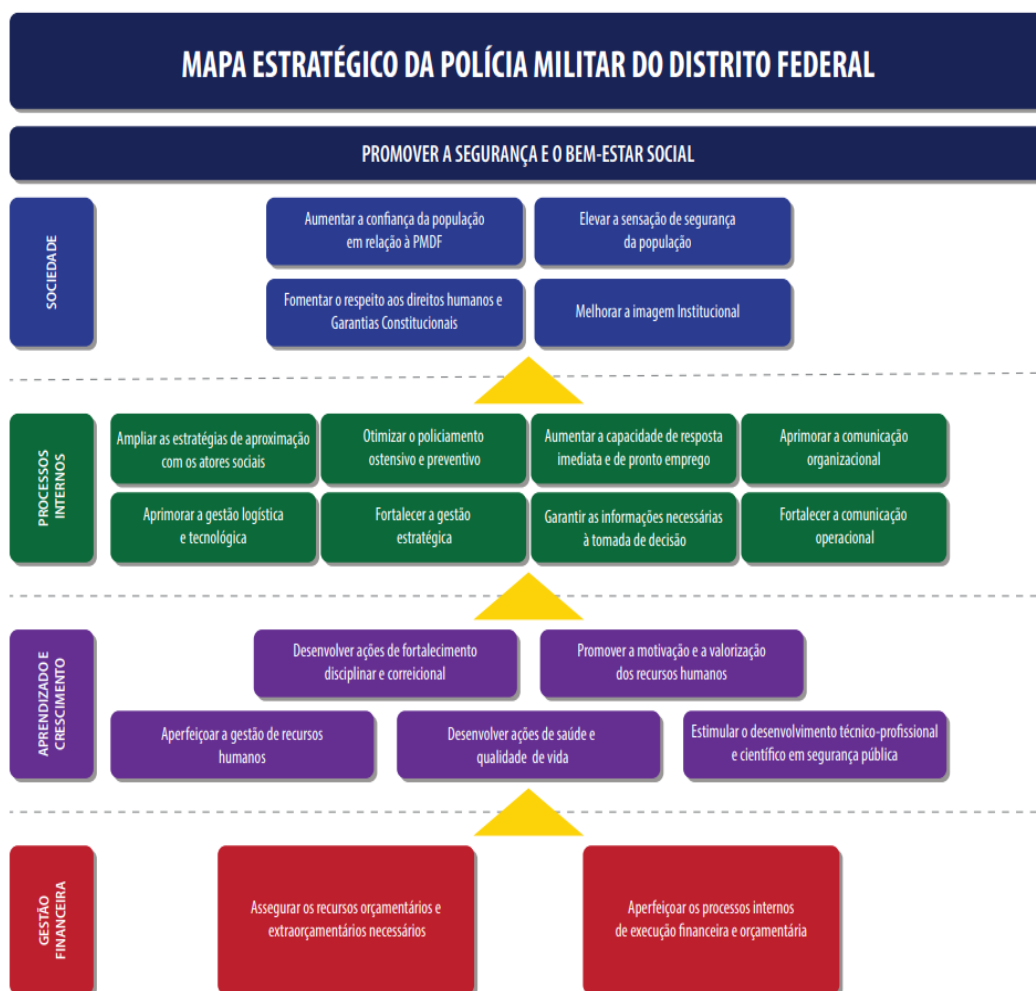 MAPA ESTRATÉGICO DA POLÍCIA MILITAR DO DISTRITO FEDERAL
PROMOVER A SEGURANÇA E O BEM-ESTAR SOCIAL
SOCIEDADE
Aumentar a confiança da população
em relação à PMDF
Elevar a sensação de segurança
da população
Fomentar o respeito aos direitos humanos e
Garantias Constitucionais
Melhorar a imagem Institucional
PROCESSOS
INTERNOS
Ampliar as estratégias de aproximação
com os atores sociais
Otimizar o policiamento
ostensivo e preventivo
Aumentar a capacidade de resposta
imediata e de pronto emprego
Aprimorar a comunicação
organizacional
Aprimorar a gestão logística
e tecnológica
Fortalecer a gestão
estratégica
Garantir as informações necessárias
à tomada de decisão
Fortalecer a comunicação
operacional
APRENDIZADO E
CRESCIMENTO
Desenvolver ações de fortalecimento
disciplinar e correicional
Promover a motivação e a valorização
dos recursos humanos
Aperfeiçoar a gestão de recursos
humanos
Desenvolver ações de saúde e
qualidade de vida
Estimular o desenvolvimento técnico-profissional
e científico em segurança pública
GESTÃO
FINANCEIRA
Assegurar os recursos orçamentários e
extraorçamentários necessários
Aperfeiçoar os processos internos
de execução financeira e orçamentária